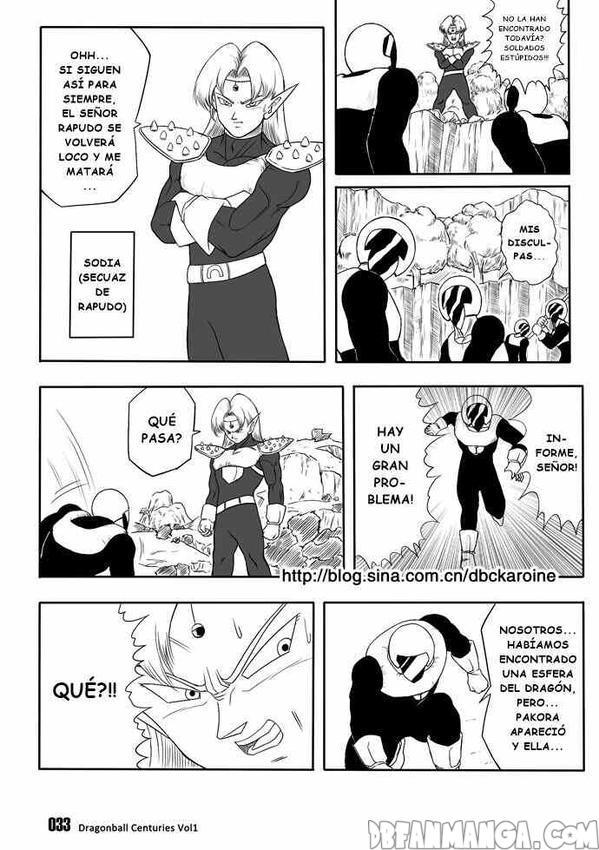 NO LA HAN
ENCONTRADO
TODAVÍA?
SOLDADOS
ESTÚPIDOS!!!
OHH...
SI SIGUEN
ASÍ PARA
SIEMPRE,
EL SEÑOR
RAPUDO SE
VOLVERÁ
LOCO Y ME
MATARÁ
...
SODIA
(SECUAZ
DE
RAPUDO)
MIS
DISCUL-
PAS...
QUÉ
PASA?
IN-
FORME,
SEÑOR!
HAY
UN
GRAN
PRO-
BLEMA!
http://blog.sina.com.cn/dbckaroine
QUÉ?!!
NOSOTROS...
HABÍAMOS
ENCONTRADO
UNA ESFERA
DEL DRAGÓN,
PERO...
PAKORA
APARECIÓ
Y ELLA...
033 Dragonball Centuries Vol1
DBFANMANGA.COM